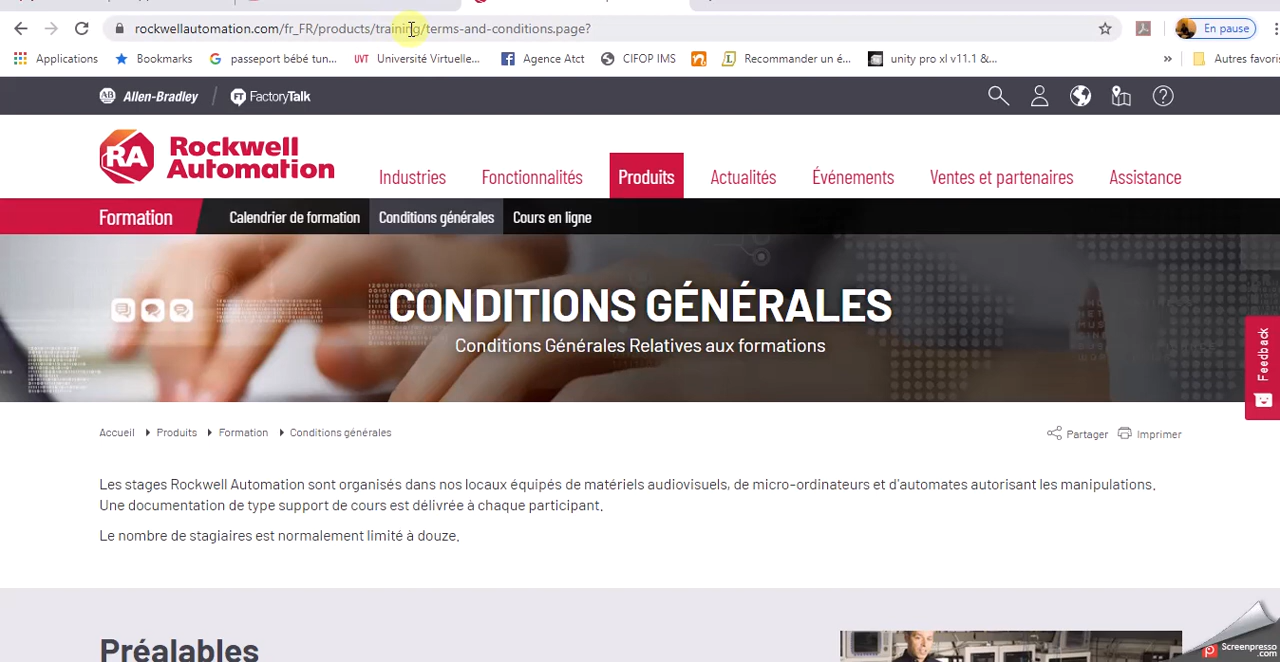 rockwellautomation.com/fr_FR/products/training/terms-and-conditions.page?
En pause
Applications
Bookmarks
passeport bébé tun...
UVT Université Virtuelle...
Agence Atct
CIFOP IMS
Recommander un é...
unity pro xl v11.1 &...
»
Autres favoris
AB Allen-Bradley
FT FactoryTalk
RA Rockwell
Automation
Industries
Fonctionnalités
Produits
Actualités
Événements
Ventes et partenaires
Assistance
Formation
Calendrier de formation
Conditions générales
Cours en ligne
CONDITIONS GÉNÉRALES
Conditions Générales Relatives aux formations
Feedback
Accueil
Produits
Formation
Conditions générales
Partager
Imprimer
Les stages Rockwell Automation sont organisés dans nos locaux équipés de matériels audiovisuels, de micro-ordinateurs et d'automates autorisant les manipulations.
Une documentation de type support de cours est délivrée à chaque participant.
Le nombre de stagiaires est normalement limité à douze.
Préalables
Screenpresso
.com